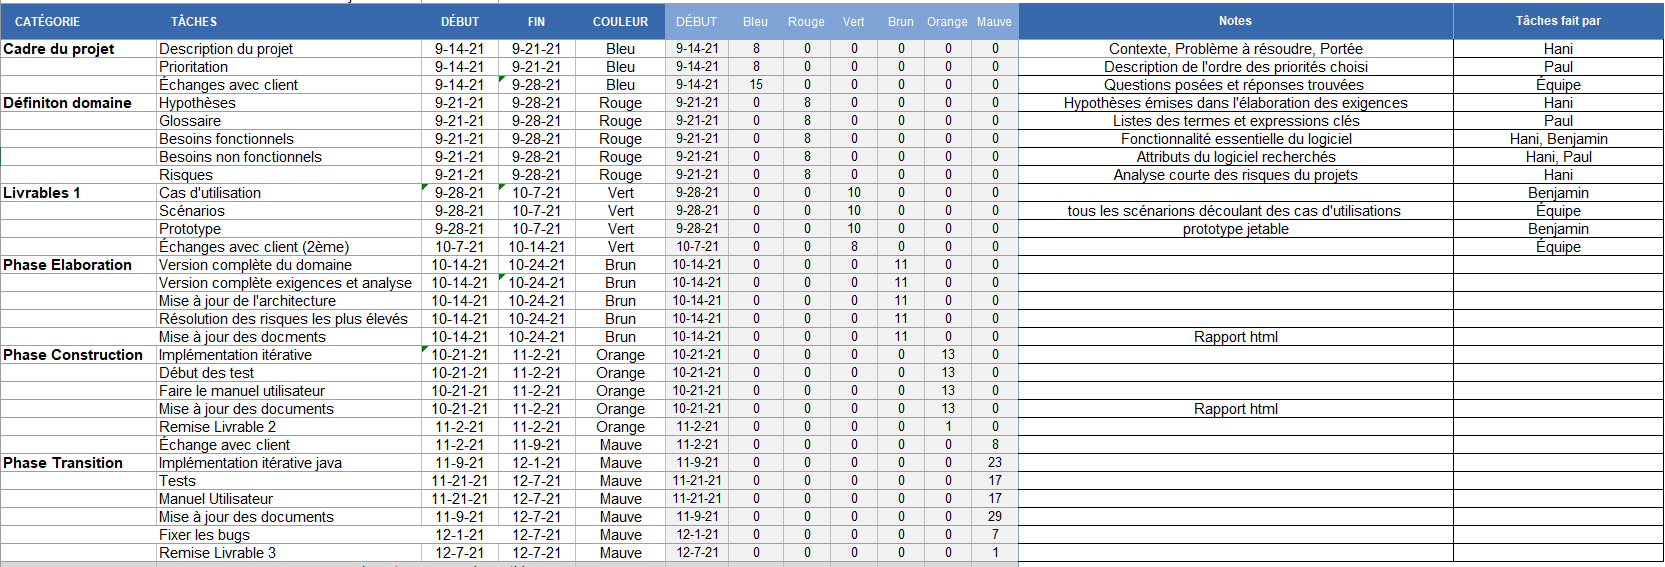 CATÉGORIE TÂCHES DÉBUT FIN COULEUR DÉBUT Bleu Rouge Vert Brun Orange Mauve Notes Tâches fait par
Cadre du projet Description du projet 9-14-21 9-21-21 Bleu 9-14-21 8 0 0 0 0 0 Contexte, Problème à résoudre, Portée Hani
Prioritation 9-14-21 9-21-21 Bleu 9-14-21 8 0 0 0 0 0 Description de l'ordre des priorités choisi Paul
Échanges avec client 9-14-21 9-28-21 Bleu 9-14-21 15 0 0 0 0 0 Questions posées et réponses trouvées Équipe
Définiton domaine Hypothèses 9-21-21 9-28-21 Rouge 9-21-21 0 8 0 0 0 0 Hypothèses émises dans l'élaboration des exigences Hani
Glossaire 9-21-21 9-28-21 Rouge 9-21-21 0 8 0 0 0 0 Listes des termes et expressions clés Paul
Besoins fonctionnels 9-21-21 9-28-21 Rouge 9-21-21 0 8 0 0 0 0 Fonctionnalité essentielle du logiciel Hani, Benjamin
Besoins non fonctionnels 9-21-21 9-28-21 Rouge 9-21-21 0 8 0 0 0 0 Attributs du logiciel recherchés Hani, Paul
Risques 9-21-21 9-28-21 Rouge 9-21-21 0 8 0 0 0 0 Analyse courte des risques du projets Hani
Livrables 1 Cas d'utilisation 9-28-21 10-7-21 Vert 9-28-21 0 0 10 0 0 0 Benjamin
Scénarios 9-28-21 10-7-21 Vert 9-28-21 0 0 10 0 0 0 tous les scénarions découlant des cas d'utilisations Équipe
Prototype 9-28-21 10-7-21 Vert 9-28-21 0 0 10 0 0 0 prototype jetable Benjamin
Échanges avec client (2ème) 10-7-21 10-14-21 Vert 10-7-21 0 0 8 0 0 0 Équipe
Phase Elaboration Version complète du domaine 10-14-21 10-24-21 Brun 10-14-21 0 0 0 11 0 0
Version complète exigences et analyse 10-14-21 10-24-21 Brun 10-14-21 0 0 0 11 0 0
Mise à jour de l'architecture 10-14-21 10-24-21 Brun 10-14-21 0 0 0 11 0 0
Résolution des risques les plus élevés 10-14-21 10-24-21 Brun 10-14-21 0 0 0 11 0 0
Mise à jour des docments 10-14-21 10-24-21 Brun 10-14-21 0 0 0 11 0 0 Rapport html
Phase Construction Implémentation itérative 10-21-21 11-2-21 Orange 10-21-21 0 0 0 0 13 0
Début des test 10-21-21 11-2-21 Orange 10-21-21 0 0 0 0 13 0
Faire le manuel utilisateur 10-21-21 11-2-21 Orange 10-21-21 0 0 0 0 13 0
Mise à jour des documents 10-21-21 11-2-21 Orange 10-21-21 0 0 0 0 13 0 Rapport html
Remise Livrable 2 11-2-21 11-2-21 Orange 11-2-21 0 0 0 0 1 0
Échange avec client 11-2-21 11-9-21 Mauve 11-2-21 0 0 0 0 0 8
Phase Transition Implémentation itérative java 11-9-21 12-1-21 Mauve 11-9-21 0 0 0 0 0 23
Tests 11-21-21 12-7-21 Mauve 11-21-21 0 0 0 0 0 17
Manuel Utilisateur 11-21-21 12-7-21 Mauve 11-21-21 0 0 0 0 0 17
Mise à jour des documents 11-9-21 12-7-21 Mauve 11-9-21 0 0 0 0 0 29
Fixer les bugs 12-1-21 12-7-21 Mauve 12-1-21 0 0 0 0 0 7
Remise Livrable 3 12-7-21 12-7-21 Mauve 12-7-21 0 0 0 0 0 1